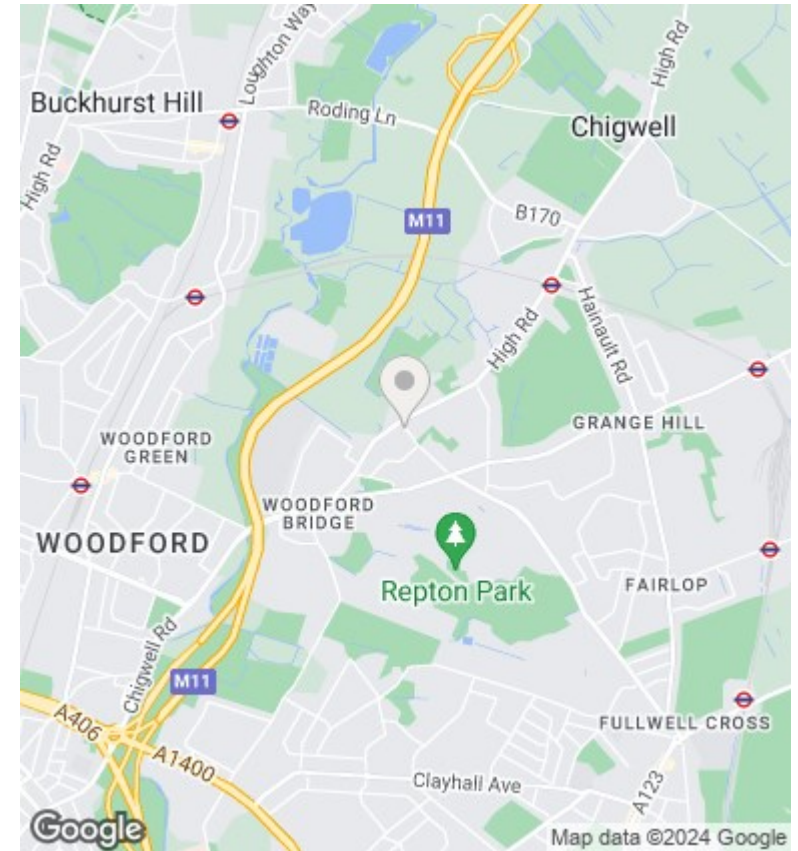 Loughton Way
High Rd
Buckhurst Hill
Roding Ln
Chigwell
High Rd
B170
M11
Hainault Rd
High Rd
GRANGE HILL
WOODFORD
GREEN
WOODFORD
BRIDGE
WOODFORD
Repton Park
FAIRLOP
Chigwell Rd
M11
A406
FULLWELL CROSS
A1400
Clayhall Ave
A123
Google
Map data ©2024 Google